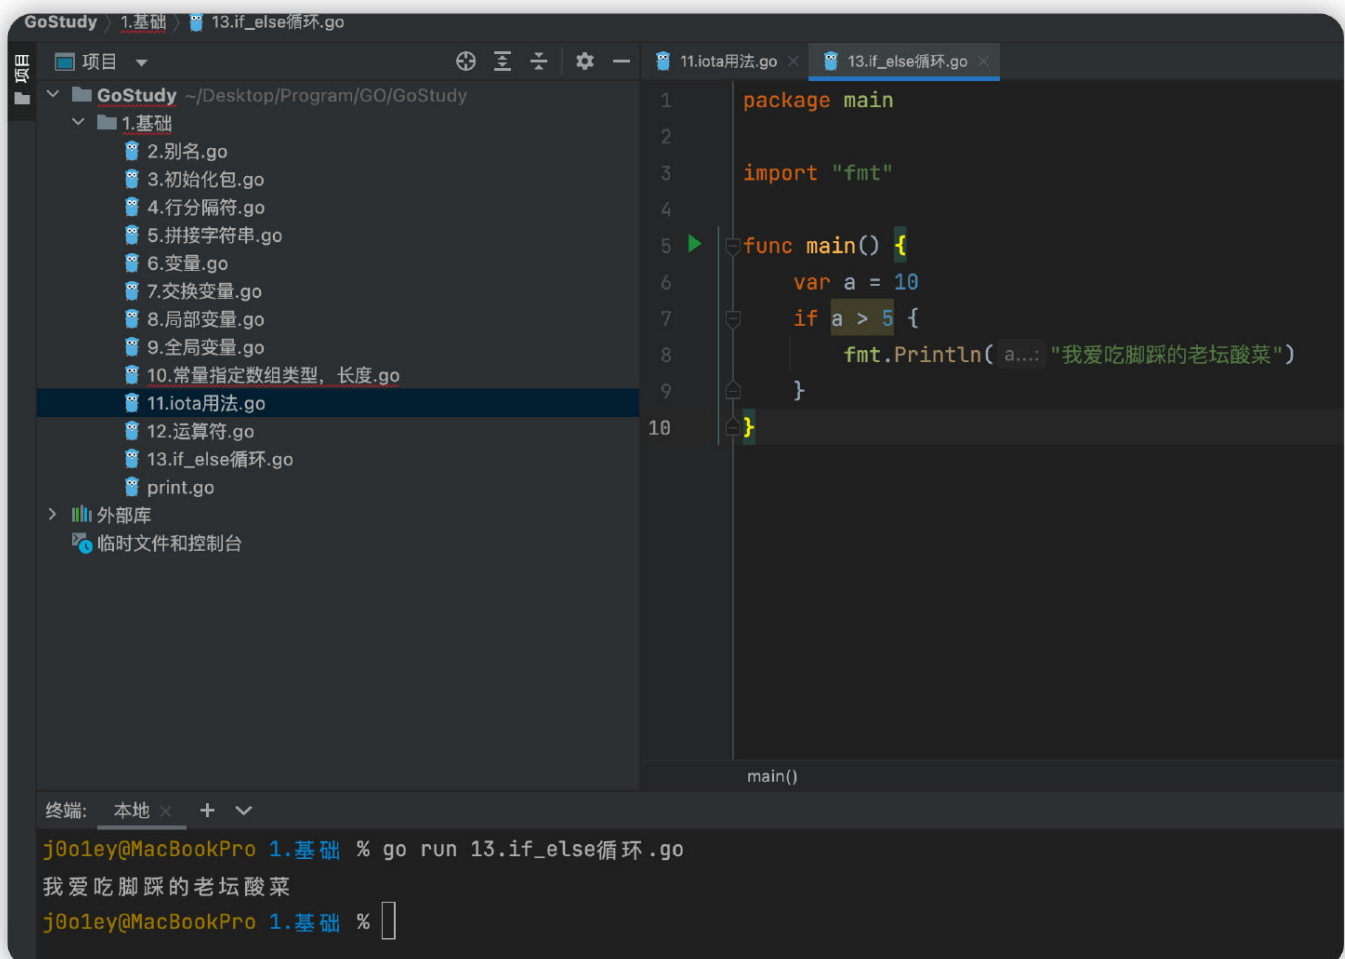 GoStudy 〉 1.基础 〉 13.if_else循环.go
项目
项目
GoStudy ~/Desktop/Program/GO/GoStudy
1.基础
2.别名.go
3.初始化包.go
4.行分隔符.go
5.拼接字符串.go
6.变量.go
7.交换变量.go
8.局部变量.go
9.全局变量.go
10.常量指定数组类型，长度.go
11.iota用法.go
12.运算符.go
13.if_else循环.go
print.go
外部库
临时文件和控制台
11.iota用法.go × 13.if_else循环.go ×
1 package main
2
3 import "fmt"
4
5 func main() {
6 var a = 10
7 if a > 5 {
8 fmt.Println( a...: "我爱吃脚踩的老坛酸菜")
9 }
10 }
main()
终端: 本地 × +
j0o1ey@MacBookPro 1.基础 % go run 13.if_else循环.go
我爱吃脚踩的老坛酸菜
j0o1ey@MacBookPro 1.基础 %